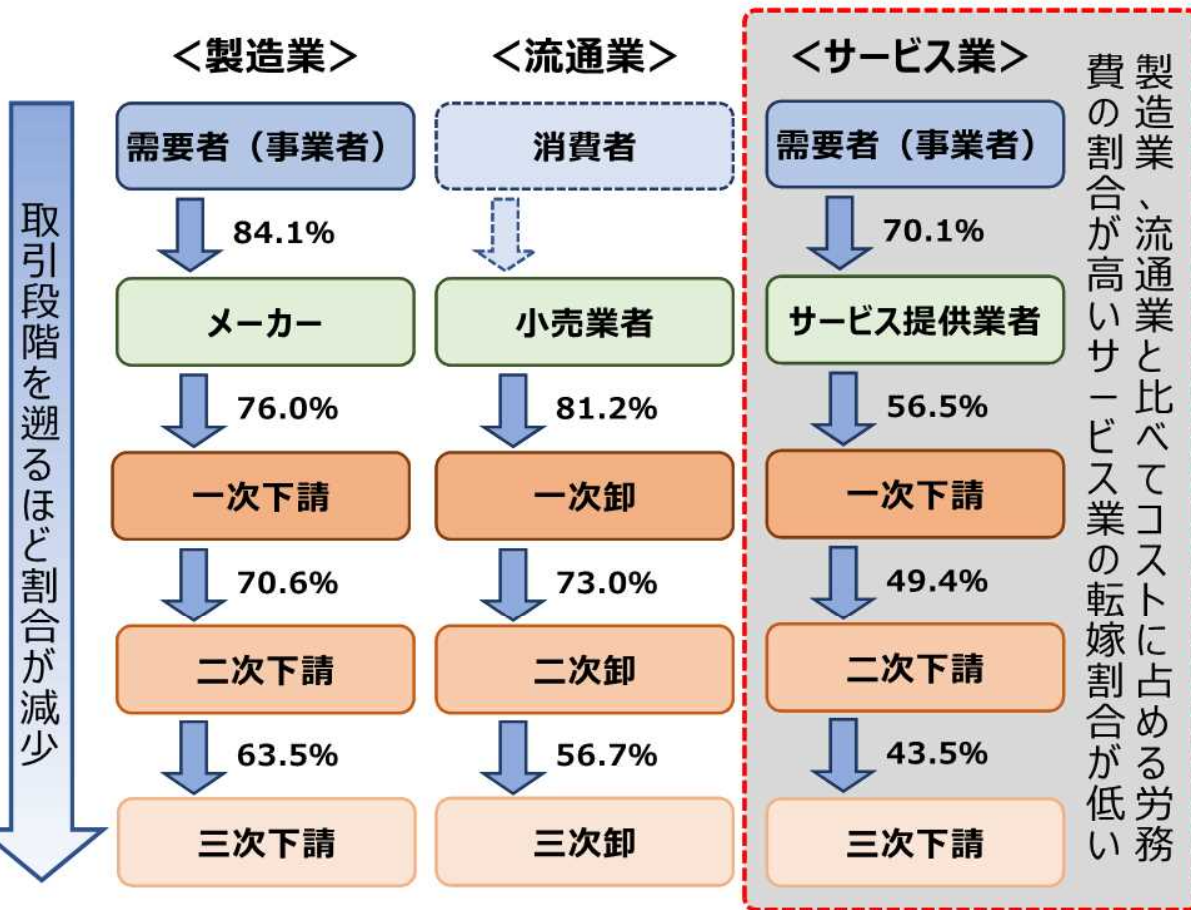 取引段階を遡るほど割合が減少
＜製造業＞
需要者（事業者）
84.1%
メーカー
76.0%
一次下請
70.6%
二次下請
63.5%
三次下請
＜流通業＞
消費者
小売業者
81.2%
一次卸
73.0%
二次卸
56.7%
三次卸
＜サービス業＞
需要者（事業者）
70.1%
サービス提供業者
56.5%
一次下請
49.4%
二次下請
43.5%
三次下請
製造業、流通業と比べてコストに占める労務
費の割合が高いサービス業の転嫁割合が低い